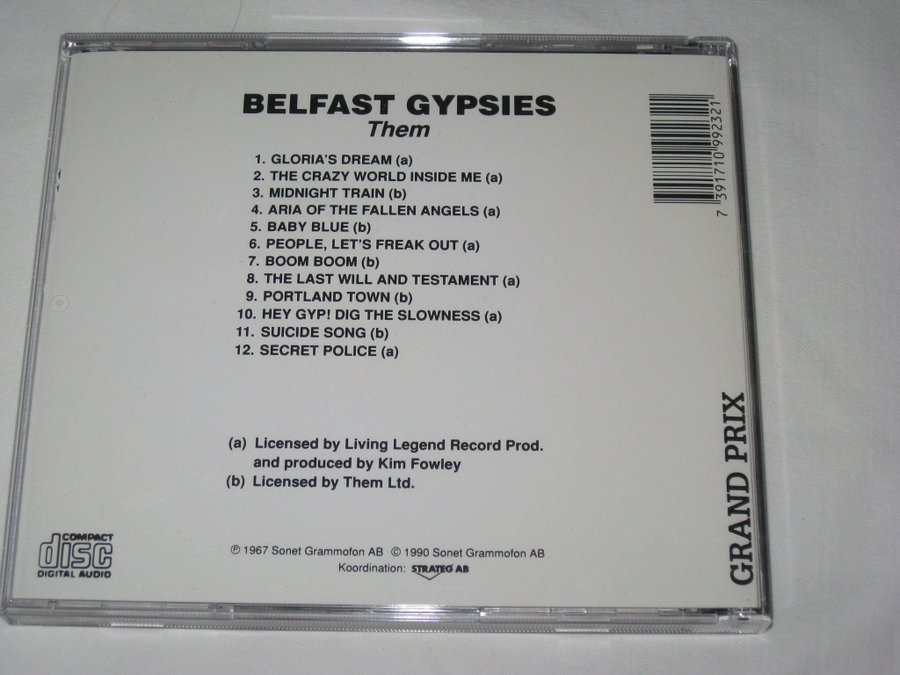 BELFAST GYPSIES
Them
1. GLORIA'S DREAM (a)
2. THE CRAZY WORLD INSIDE ME (a)
3. MIDNIGHT TRAIN (b)
4. ARIA OF THE FALLEN ANGELS (a)
5. BABY BLUE (b)
6. PEOPLE, LET'S FREAK OUT (a)
7. BOOM BOOM (b)
8. THE LAST WILL AND TESTAMENT (a)
9. PORTLAND TOWN (b)
10. HEY GYP! DIG THE SLOWNESS (a)
11. SUICIDE SONG (b)
12. SECRET POLICE (a)
(a) Licensed by Living Legend Record Prod.
and produced by Kim Fowley
(b) Licensed by Them Ltd.
℗ 1967 Sonet Grammofon AB © 1990 Sonet Grammofon AB
Koordination: STRATEG AB
COMPACT
disc
DIGITAL AUDIO
7 391710 992321
GRAND PRIX